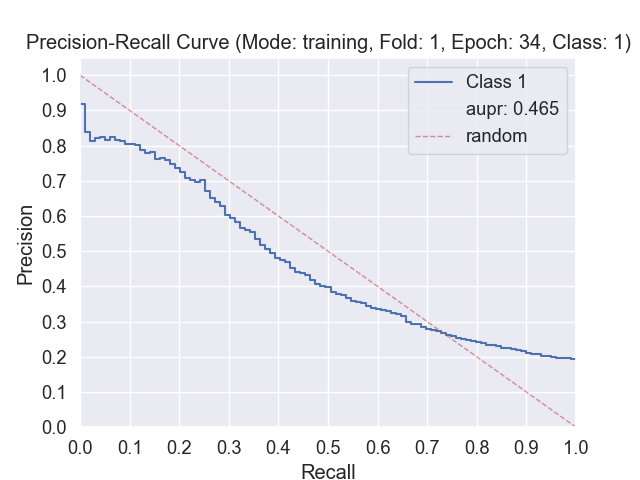 Precision-Recall Curve (Mode: training, Fold: 1, Epoch: 34, Class: 1)
1.0
0.9
0.8
0.7
0.6
0.5
0.4
0.3
0.2
0.1
0.0
Precision
Class 1
aupr: 0.465
random
0.0 0.1 0.2 0.3 0.4 0.5 0.6 0.7 0.8 0.9 1.0
Recall